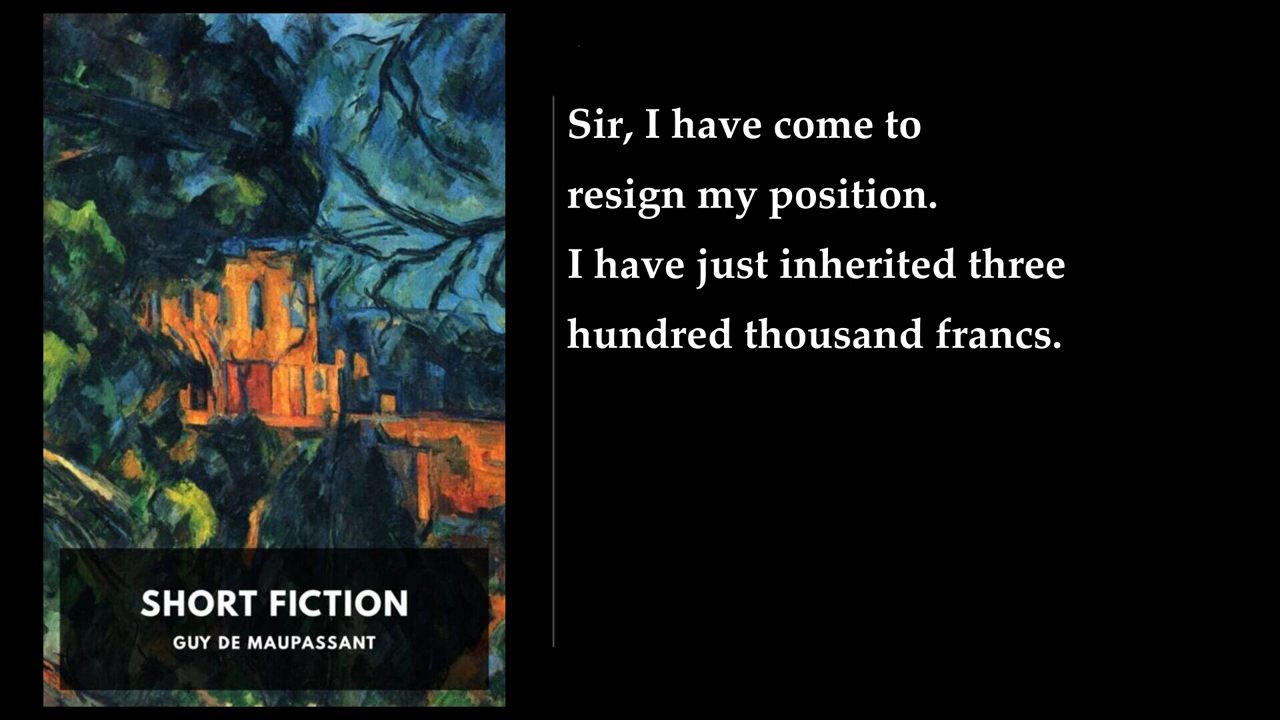 SHORT FICTION
GUY DE MAUPASSANT
Sir, I have come to
resign my position.
I have just inherited three
hundred thousand francs.